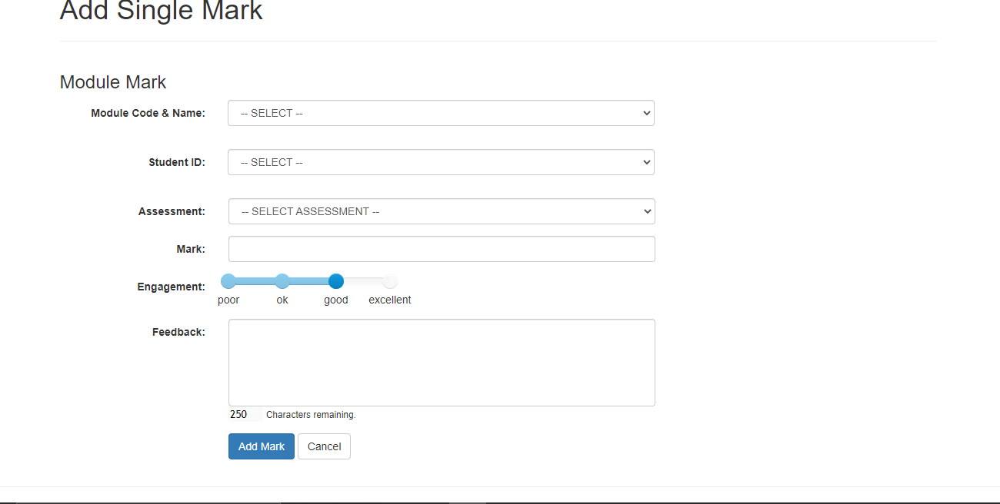 Add Single Mark
Module Mark
Module Code & Name: -- SELECT --
Student ID: -- SELECT --
Assessment: -- SELECT ASSESSMENT --
Mark:
Engagement:
poor ok good excellent
Feedback:
250 Characters remaining.
Add Mark Cancel